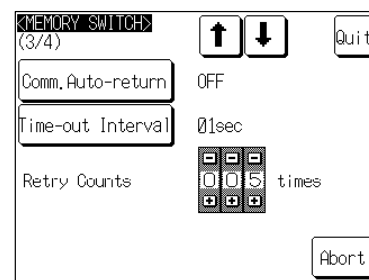 <MEMORY SWITCH>
(3/4)
Quit
Comm.Auto-return OFF
Time-out Interval 01sec
Retry Counts 005 times
Abort